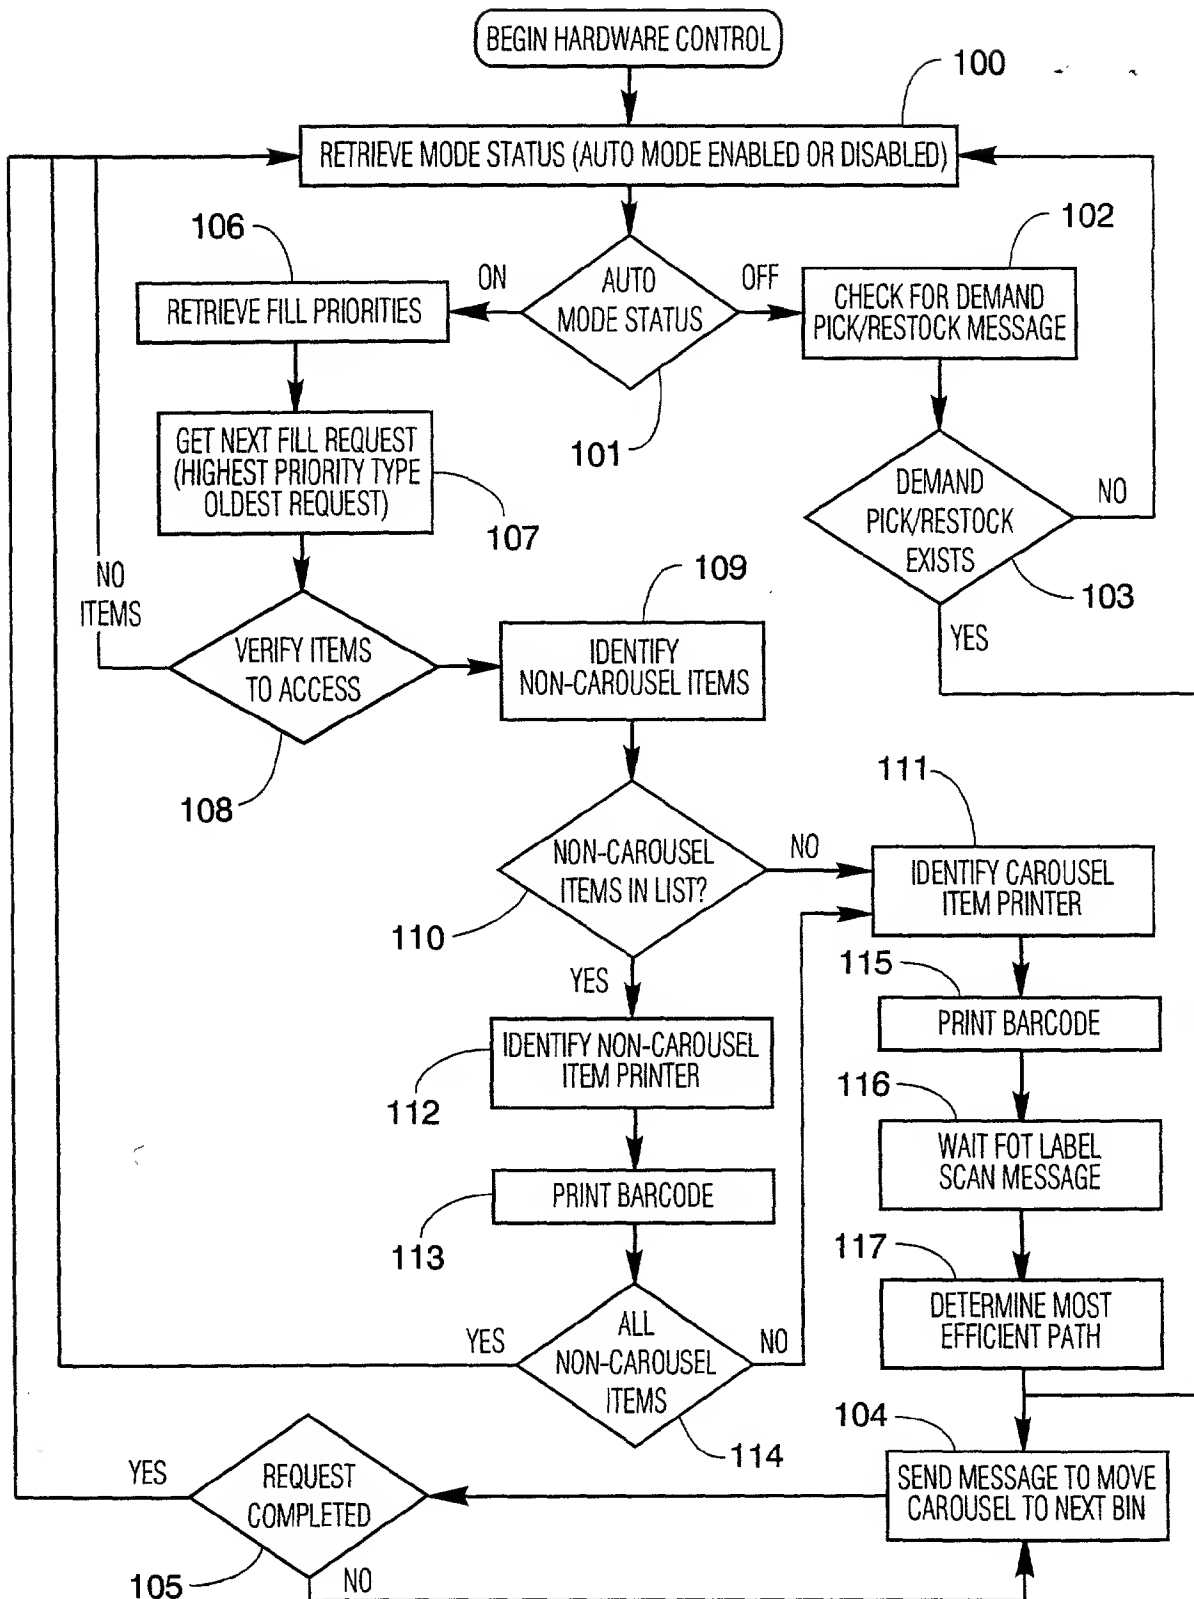 BEGIN HARDWARE CONTROL
100
RETRIEVE MODE STATUS (AUTO MODE ENABLED OR DISABLED)
106
102
ON
AUTO
MODE STATUS
OFF
RETRIEVE FILL PRIORITIES
CHECK FOR DEMAND
PICK/RESTOCK MESSAGE
101
GET NEXT FILL REQUEST
(HIGHEST PRIORITY TYPE
OLDEST REQUEST)
107
DEMAND
PICK/RESTOCK
EXISTS
NO
103
YES
NO
ITEMS
109
VERIFY ITEMS
TO ACCESS
IDENTIFY
NON-CAROUSEL ITEMS
108
111
NON-CAROUSEL
ITEMS IN LIST?
NO
IDENTIFY CAROUSEL
ITEM PRINTER
110
YES
115
PRINT BARCODE
IDENTIFY NON-CAROUSEL
ITEM PRINTER
112
116
WAIT FOT LABEL
SCAN MESSAGE
PRINT BARCODE
113
117
DETERMINE MOST
EFFICIENT PATH
YES
ALL
NON-CAROUSEL
ITEMS
NO
114
104
YES
REQUEST
COMPLETED
SEND MESSAGE TO MOVE
CAROUSEL TO NEXT BIN
105
NO